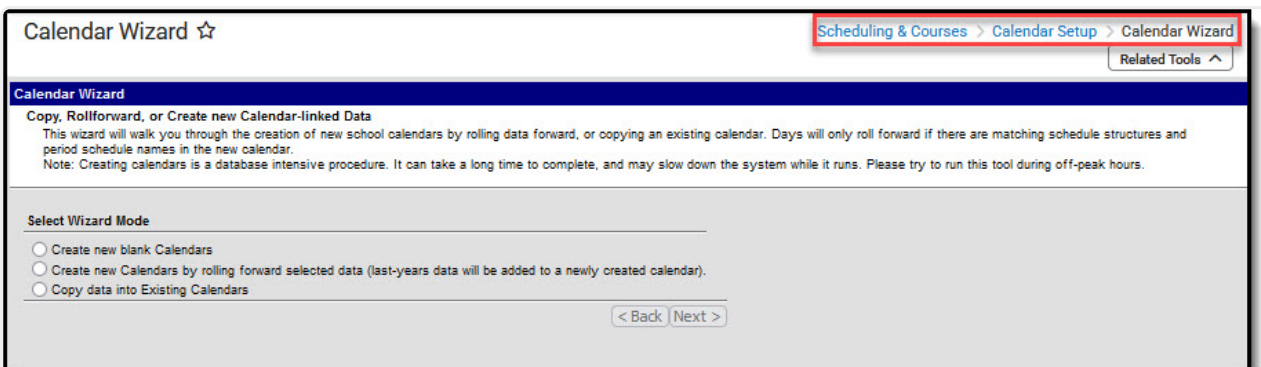 Calendar Wizard ☆
Scheduling & Courses > Calendar Setup > Calendar Wizard
Related Tools ^
Calendar Wizard
Copy, Rollforward, or Create new Calendar-linked Data
This wizard will walk you through the creation of new school calendars by rolling data forward, or copying an existing calendar. Days will only roll forward if there are matching schedule structures and
period schedule names in the new calendar.
Note: Creating calendars is a database intensive procedure. It can take a long time to complete, and may slow down the system while it runs. Please try to run this tool during off-peak hours.
Select Wizard Mode
Create new blank Calendars
Create new Calendars by rolling forward selected data (last-years data will be added to a newly created calendar).
Copy data into Existing Calendars
< Back Next >